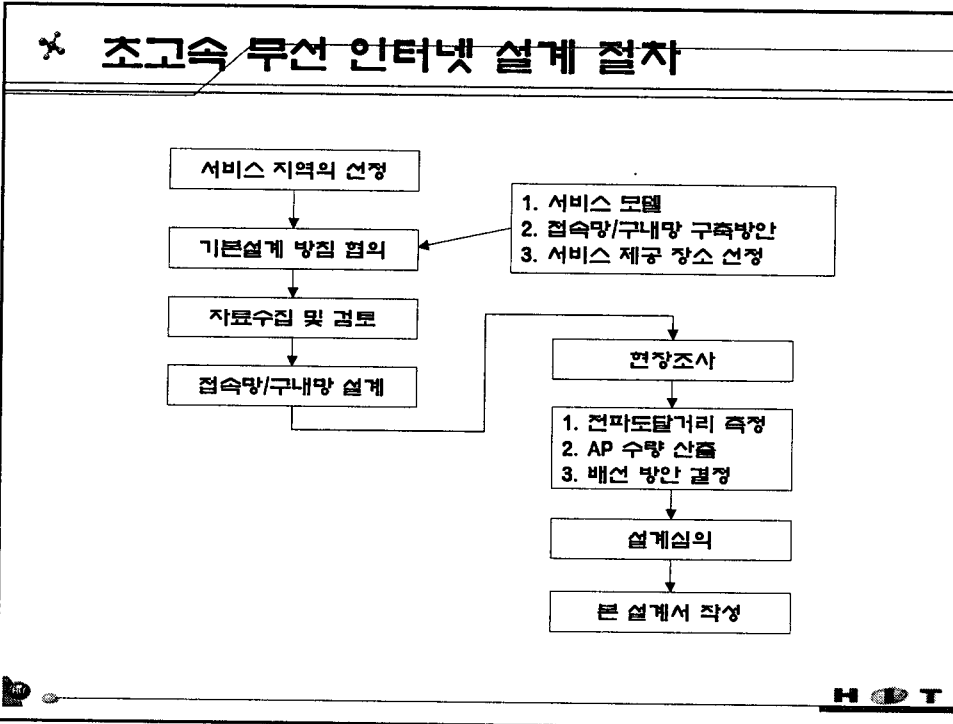 초고속 무선 인터넷 설계 절차
서비스 지역의 선정
기본설계 방침 협의
자료수집 및 검토
접속망/구내망 설계
1. 서비스 모델
2. 접속망/구내망 구축방안
3. 서비스 제공 장소 선정
현장조사
1. 전파도달거리 측정
2. AP 수량 산출
3. 배선 방안 결정
설계심의
본 설계서 작성